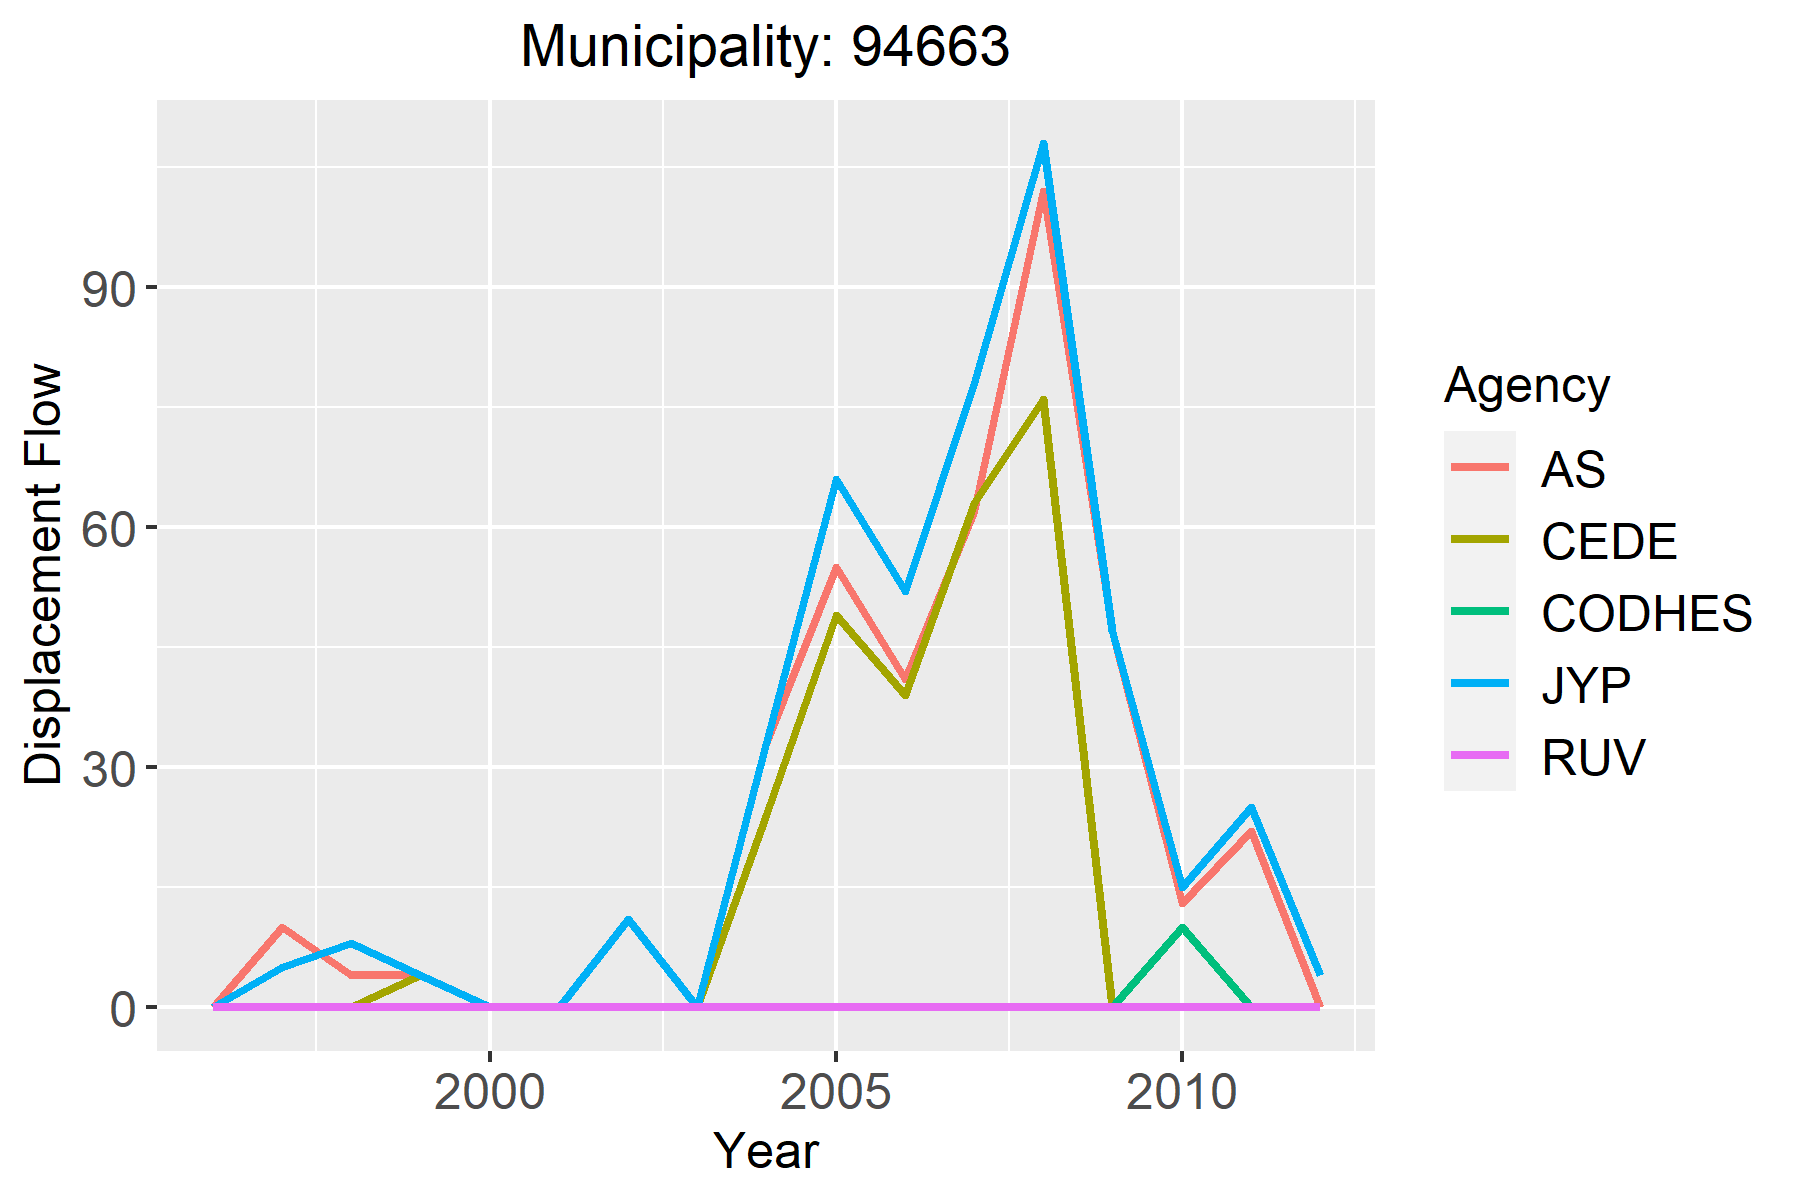 Municipality: 94663
Displacement Flow
90
60
30
0
2000 2005 2010
Year
Agency
AS
CEDE
CODHES
JYP
RUV